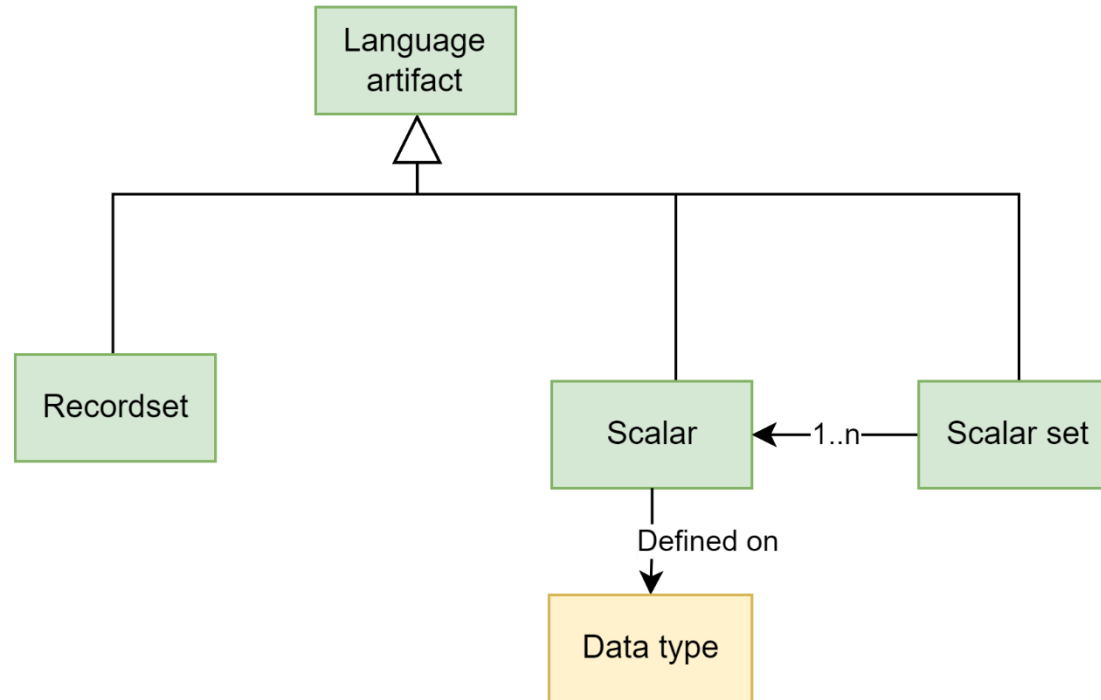 Language
artifact
Recordset
Scalar
1..n
Scalar set
Defined on
Data type